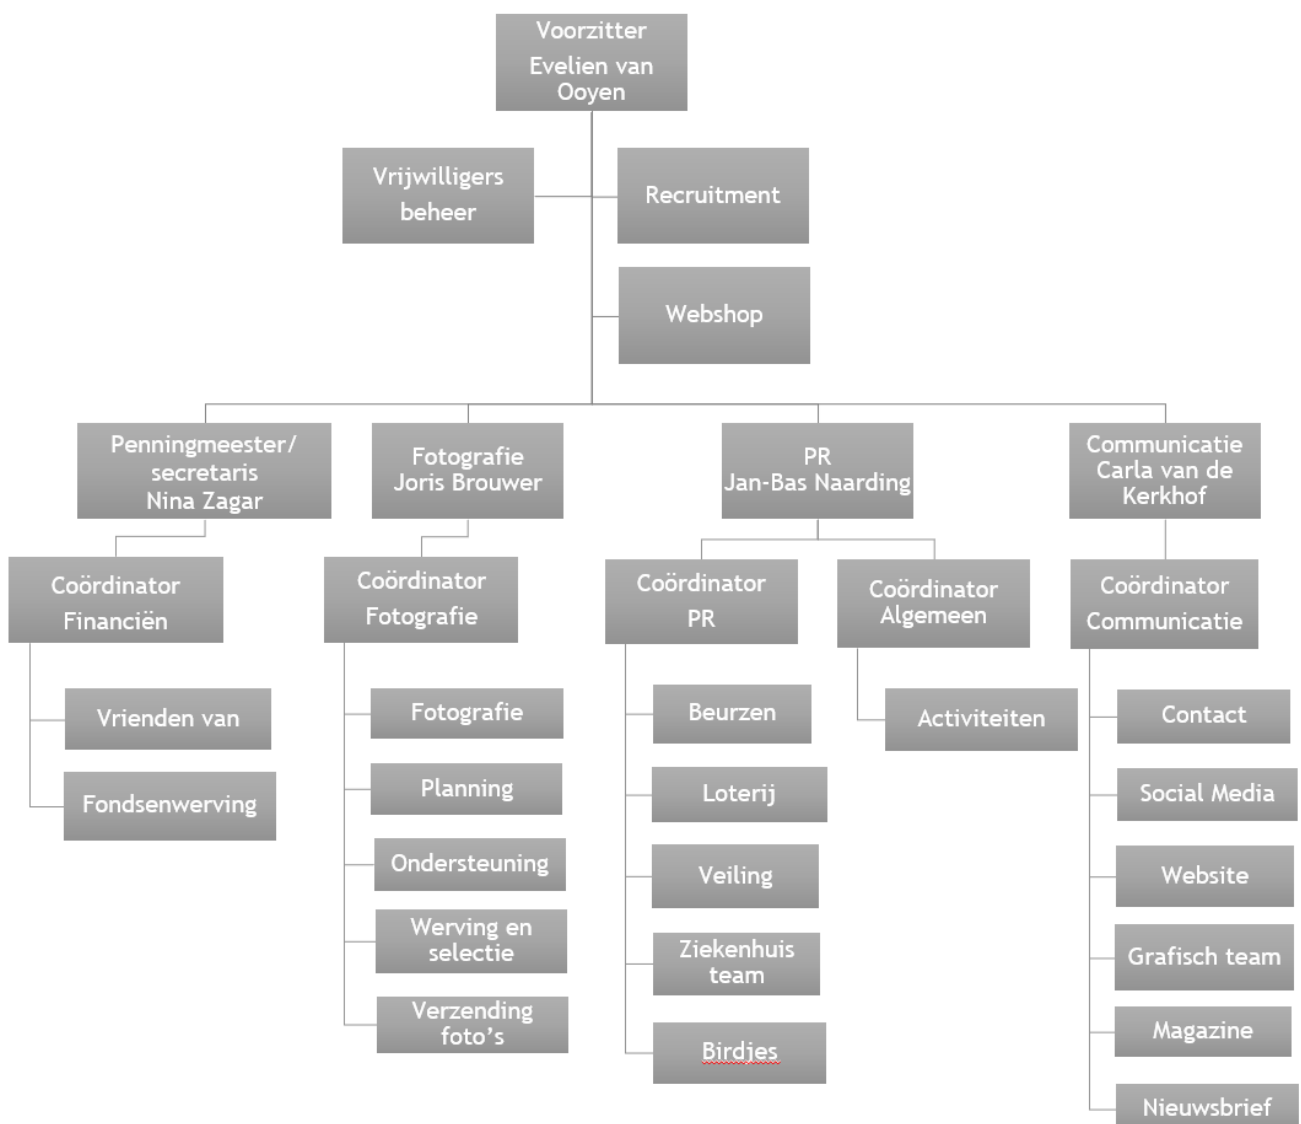 Voorzitter
Evelien van
Ooyen
Vrijwilligers
beheer
Recruitment
Webshop
Penningmeester/
secretaris
Nina Zagar
Fotografie
Joris Brouwer
PR
Jan-Bas Naarding
Communicatie
Carla van de
Kerkhof
Coördinator
Financiën
Coördinator
Fotografie
Coördinator
PR
Coördinator
Algemeen
Coördinator
Communicatie
Vrienden van
Fondsenwerving
Fotografie
Planning
Ondersteuning
Werving en
selectie
Verzending
foto’s
Beurzen
Loterij
Veiling
Ziekenhuis
team
Birdjes
Activiteiten
Contact
Social Media
Website
Grafisch team
Magazine
Nieuwsbrief